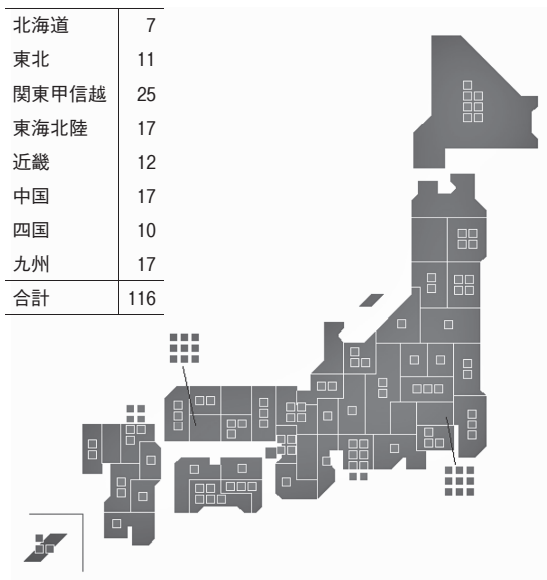 北海道 7
東北 11
関東甲信越 25
東海北陸 17
近畿 12
中国 17
四国 10
九州 17
合計 116